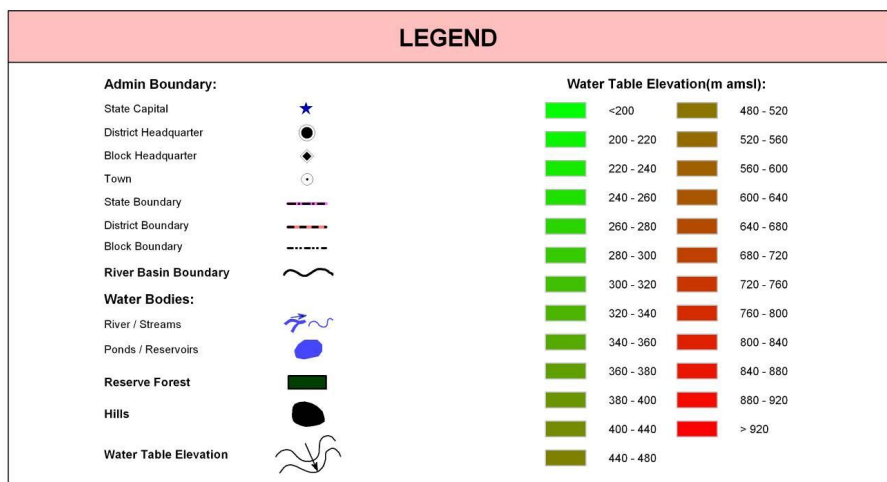 LEGEND
Admin Boundary:
State Capital
District Headquarter
Block Headquarter
Town
State Boundary
District Boundary
Block Boundary
River Basin Boundary
Water Bodies:
River / Streams
Ponds / Reservoirs
Reserve Forest
Hills
Water Table Elevation
Water Table Elevation(m amsl):
<200
200 - 220
220 - 240
240 - 260
260 - 280
280 - 300
300 - 320
320 - 340
340 - 360
360 - 380
380 - 400
400 - 440
440 - 480
480 - 520
520 - 560
560 - 600
600 - 640
640 - 680
680 - 720
720 - 760
760 - 800
800 - 840
840 - 880
880 - 920
> 920